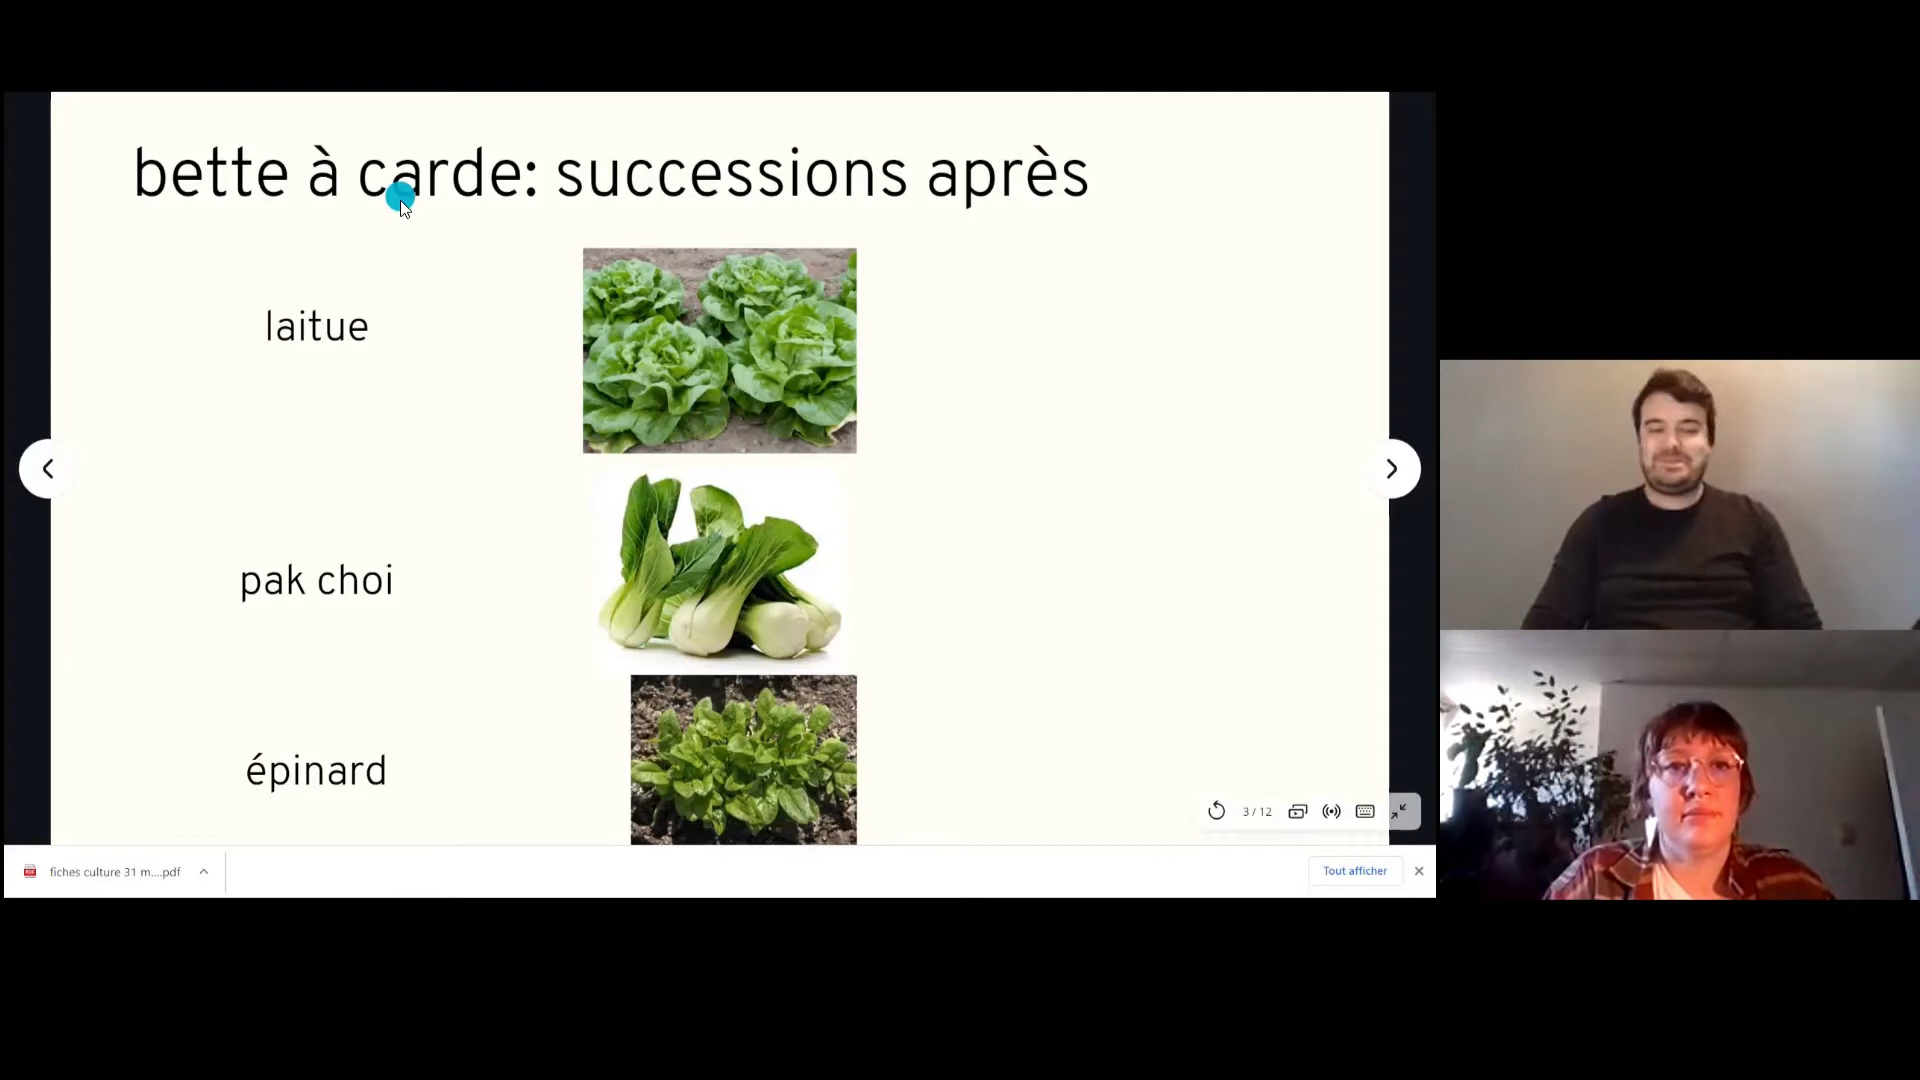 bette à carde: successions après
laitue
pak choi
épinard
3 / 12
fiches culture 31 m....pdf
Tout afficher